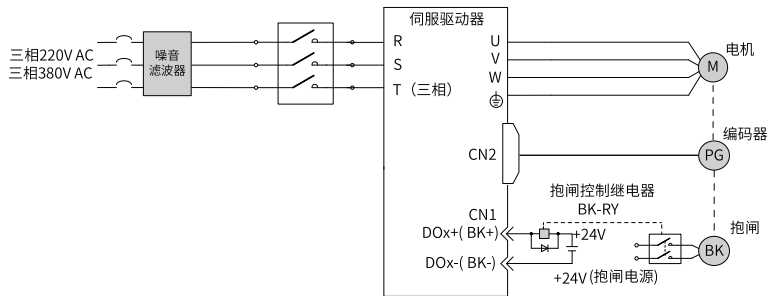 伺服驱动器
三相220V AC
三相380V AC
噪音
滤波器
R
S
T（三相）
U
V
W
M
电机
CN2
编码器
PG
抱闸控制继电器
BK-RY
CN1
DOx+( BK+)
+24V
DOx-( BK-)
+24V (抱闸电源)
抱闸
BK